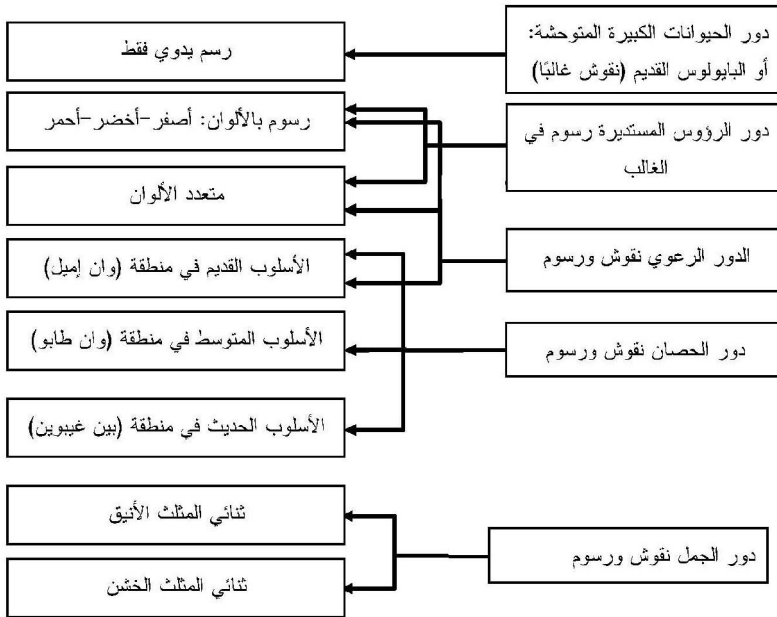 دور الحيوانات الكبيرة المتوحشة:
أو البايولوس القديم (نقوش غالبًا)
رسم يدوي فقط
دور الرؤوس المستديرة رسوم في
الغالب
رسوم بالألوان: أصفر-أخضر-أحمر
متعدد الألوان
الدور الرعوي نقوش ورسوم
الأسلوب القديم في منطقة (وان إميل)
دور الحصان نقوش ورسوم
الأسلوب المتوسط في منطقة (وان طابو)
الأسلوب الحديث في منطقة (بين غيبوين)
دور الجمل نقوش ورسوم
ثنائي المثلث الأنيق
ثنائي المثلث الخشن